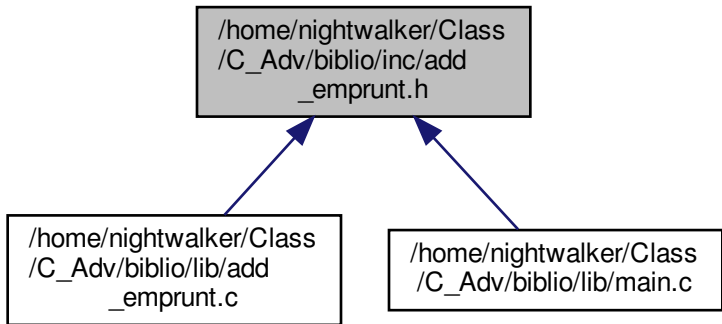 /home/nightwalker/Class
/C_Adv/biblio/inc/add
_emprunt.h
/home/nightwalker/Class
/C_Adv/biblio/lib/add
_emprunt.c
/home/nightwalker/Class
/C_Adv/biblio/lib/main.c